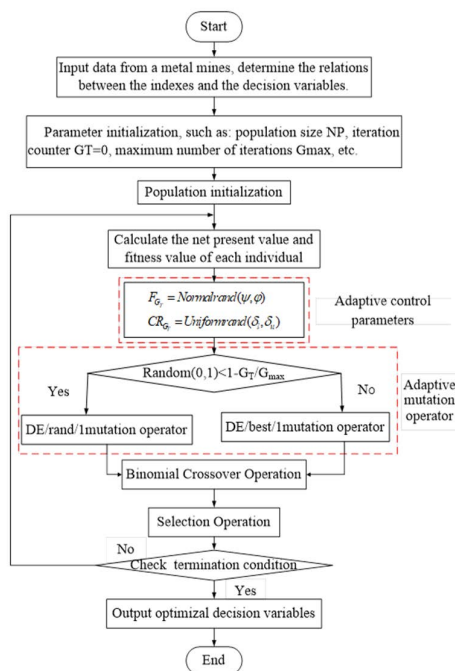 Start
Input data from a metal mines, determine the relations
between the indexes and the decision variables.
Parameter initialization, such as: population size NP, iteration
counter GT=0, maximum number of iterations Gmax, etc.
Population initialization
Calculate the net present value and
fitness value of each individual
F_{G_T} = Normalrand(ψ,φ)
CR_{G_T} = Uniformrand(δ_l,δ_u)
Adaptive control
parameters
Random(0,1)<1-G_T/G_max
Yes
No
Adaptive
mutation
operator
DE/rand/1mutation operator
DE/best/1mutation operator
Binomial Crossover Operation
Selection Operation
No
Check termination condition
Yes
Output optimizal decision variables
End